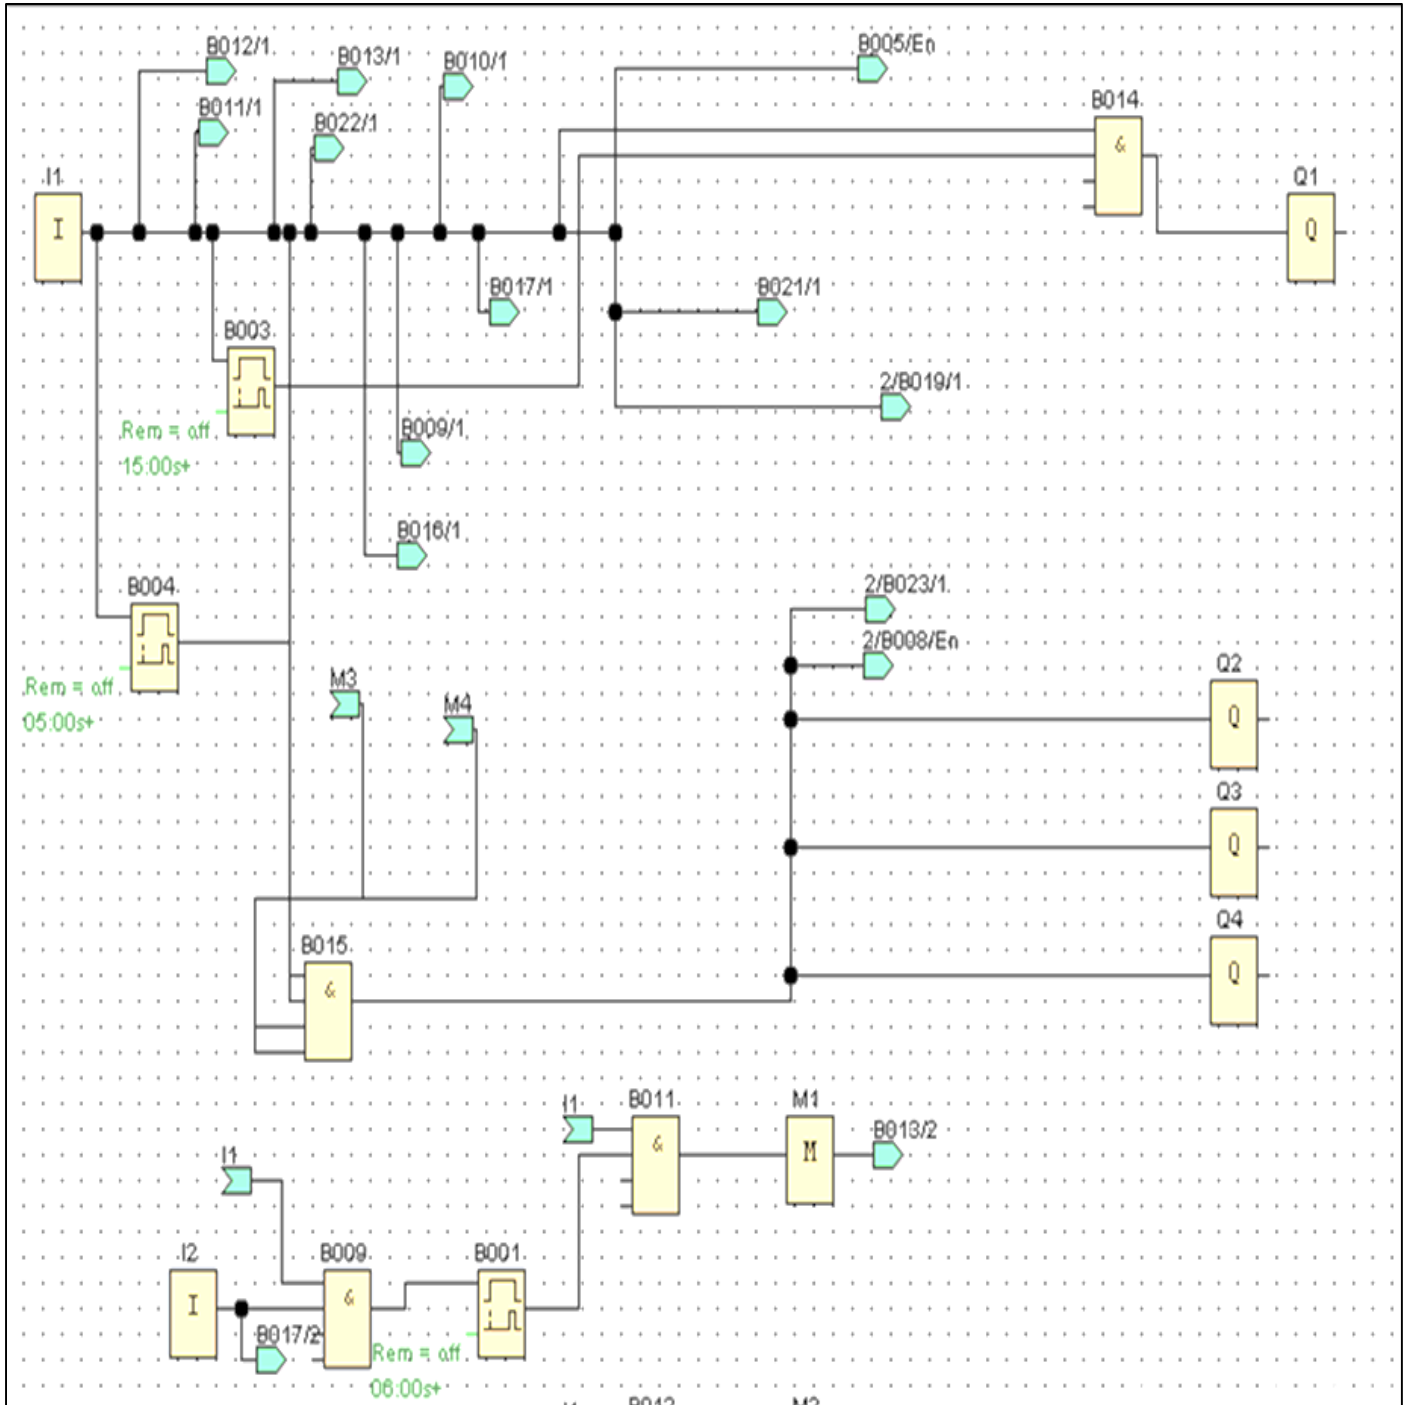 B012/1
B013/1
B010/1
B005/En
B011/1
B022/1
B014
&
I1
I
Q1
Q
B017/1
B021/1
B003
2/B019/1
Rem = off
15:00s+
B009/1
B016/1
B004
2/B023/1
2/B008/En
Rem = off
05:00s+
M3
M4
Q2
Q
Q3
Q
Q4
Q
B015
&
I1
B011
&
M1
M
B013/2
I1
I2
I
B009
&
B001
B017/2
Rem = off
06:00s+